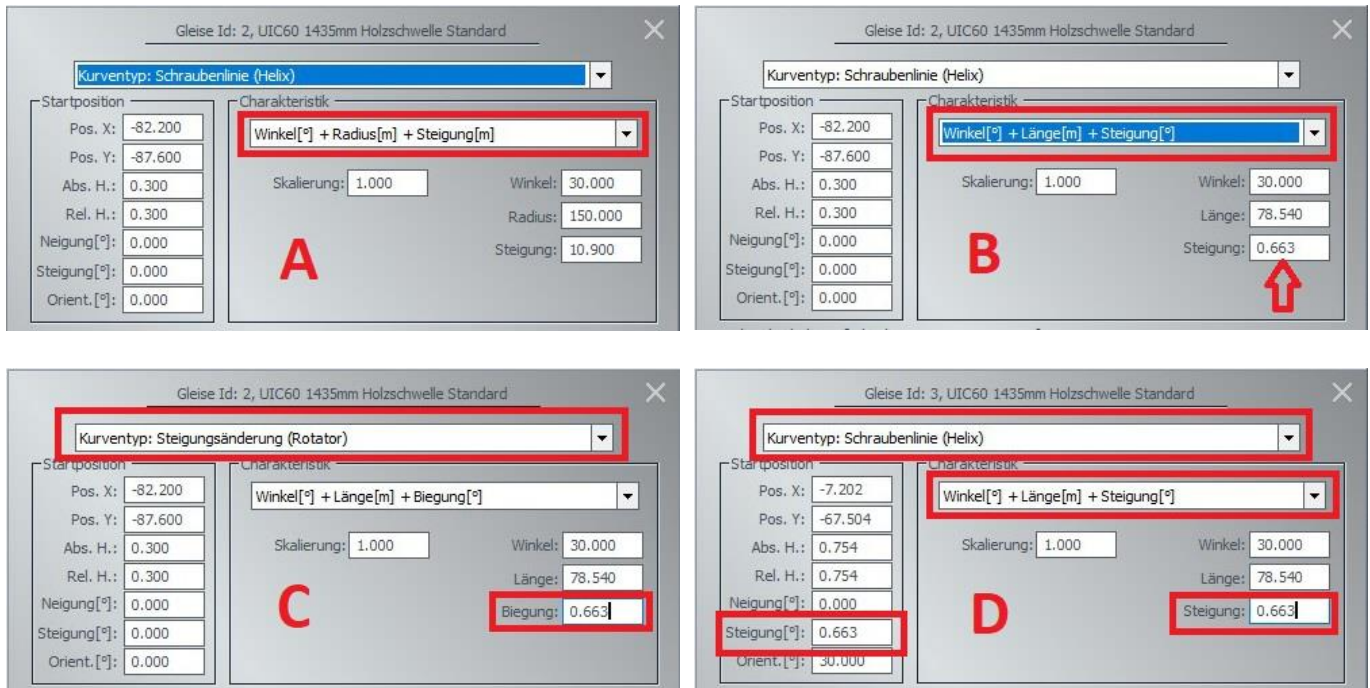 Gleise Id: 2, UIC60 1435mm Holzschwelle Standard
Kurventyp: Schraubenlinie (Helix)
Startposition
Charakteristik
Pos. X: -82.200
Winkel[°] + Radius[m] + Steigung[m]
Pos. Y: -87.600
Abs. H.: 0.300
Skalierung: 1.000
Winkel: 30.000
Rel. H.: 0.300
Radius: 150.000
Neigung[°]: 0.000
Steigung: 10.900
Steigung[°]: 0.000
A
Orient.[°]: 0.000
Gleise Id: 2, UIC60 1435mm Holzschwelle Standard
Kurventyp: Schraubenlinie (Helix)
Startposition
Charakteristik
Pos. X: -82.200
Winkel[°] + Länge[m] + Steigung[°]
Pos. Y: -87.600
Abs. H.: 0.300
Skalierung: 1.000
Winkel: 30.000
Rel. H.: 0.300
Länge: 78.540
Neigung[°]: 0.000
Steigung: 0.663
Steigung[°]: 0.000
B
Orient.[°]: 0.000
Gleise Id: 2, UIC60 1435mm Holzschwelle Standard
Kurventyp: Steigungsänderung (Rotator)
Startposition
Charakteristik
Pos. X: -82.200
Winkel[°] + Länge[m] + Biegung[°]
Pos. Y: -87.600
Abs. H.: 0.300
Skalierung: 1.000
Winkel: 30.000
Rel. H.: 0.300
Länge: 78.540
Neigung[°]: 0.000
Biegung: 0.663
Steigung[°]: 0.000
C
Orient.[°]: 0.000
Gleise Id: 3, UIC60 1435mm Holzschwelle Standard
Kurventyp: Schraubenlinie (Helix)
Startposition
Charakteristik
Pos. X: -7.202
Winkel[°] + Länge[m] + Steigung[°]
Pos. Y: -67.504
Abs. H.: 0.754
Skalierung: 1.000
Winkel: 30.000
Rel. H.: 0.754
Länge: 78.540
Neigung[°]: 0.000
Steigung: 0.663
Steigung[°]: 0.663
D
Orient.[°]: 30.000